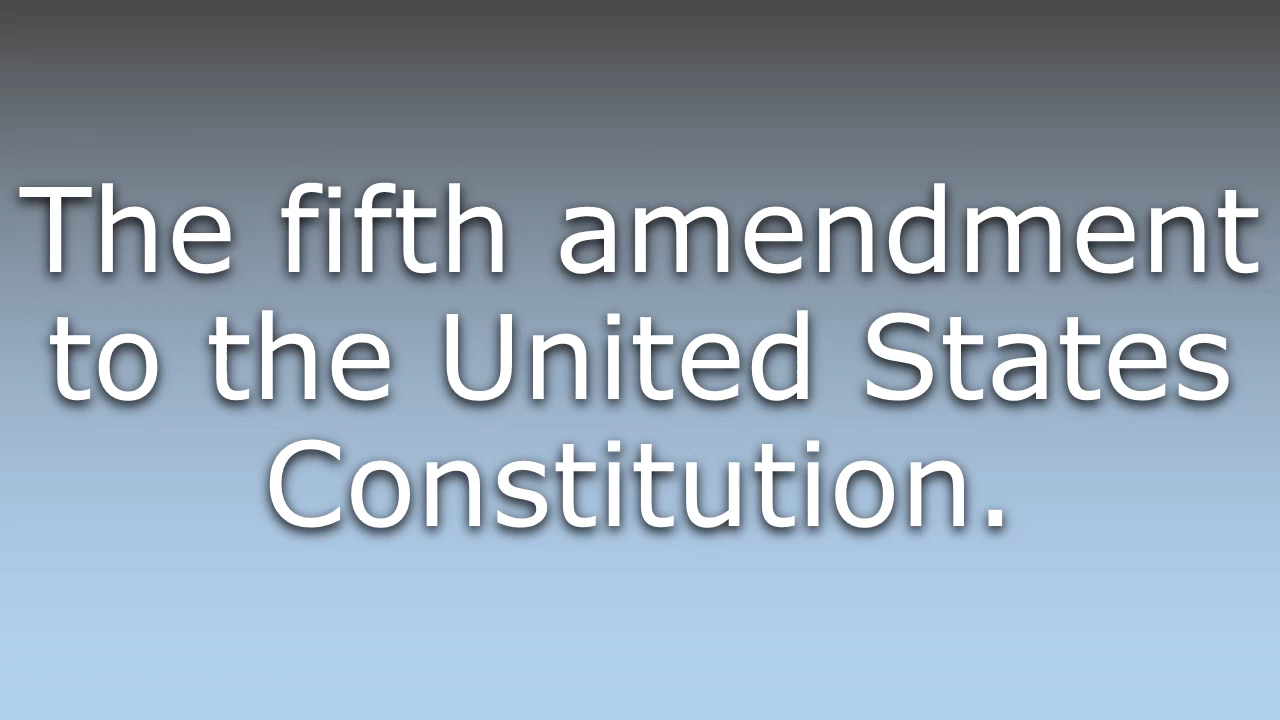 The fifth amendment
to the United States
Constitution.